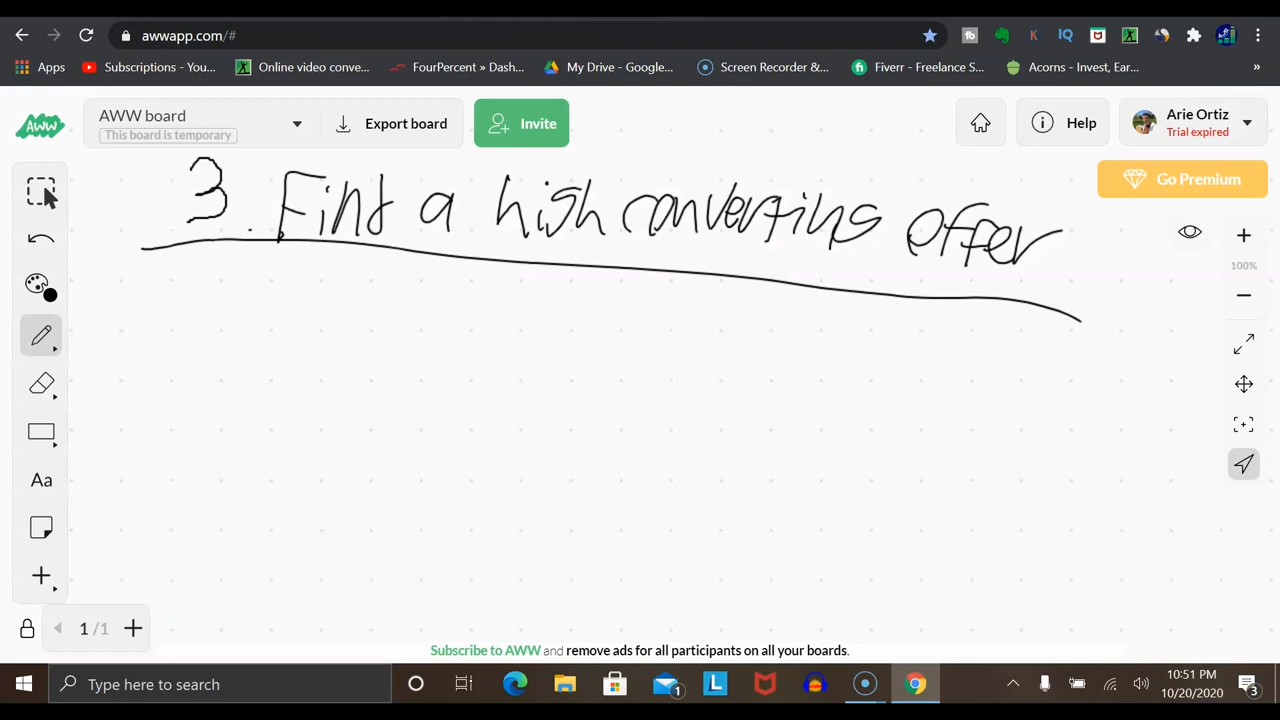 awwapp.com/#
Apps
Subscriptions - You...
Online video conve...
FourPercent » Dash...
My Drive - Google...
Screen Recorder &...
Fiverr - Freelance S...
Acorns - Invest, Ear...
»
AWW
AWW board
This board is temporary
Export board
Invite
Help
Arie Ortiz
Trial expired
Go Premium
3. Find a high converting offer
100%
Aa
1 /1
Subscribe to AWW and remove ads for all participants on all your boards.
Type here to search
10:51 PM
10/20/2020